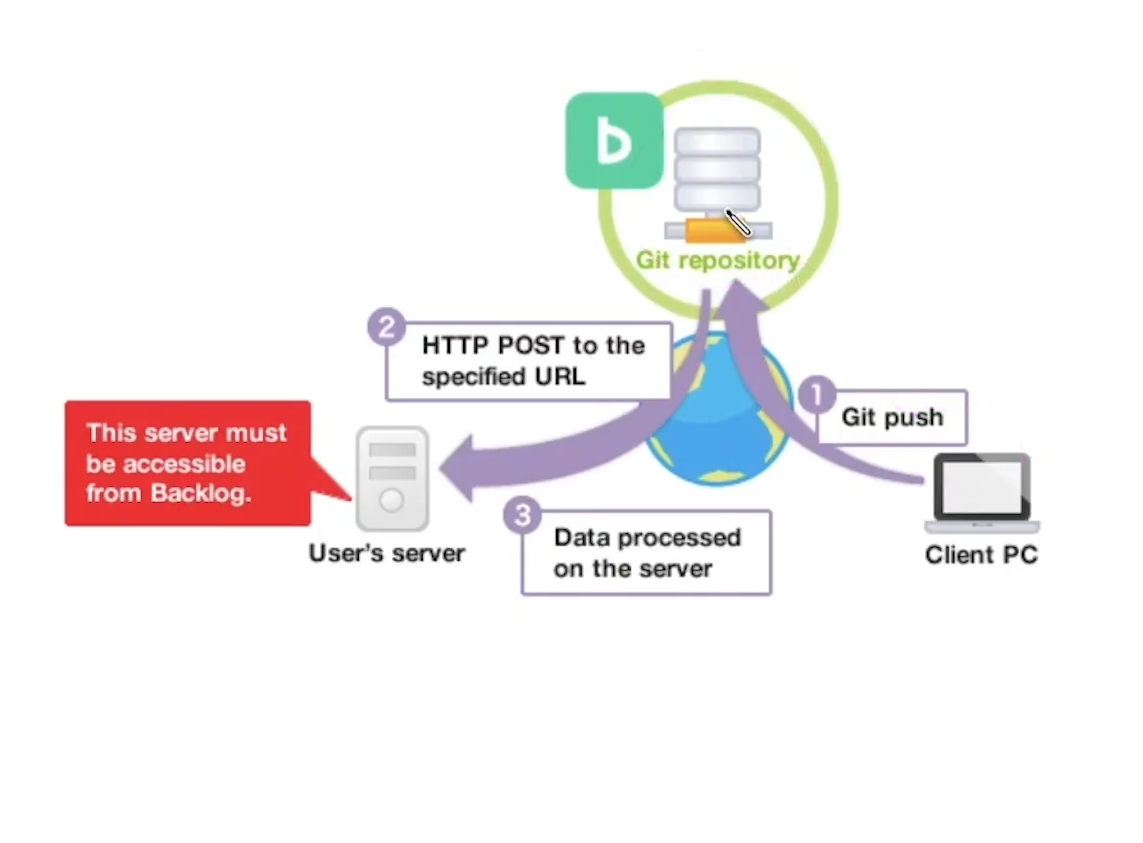 b
Git repository
2
HTTP POST to the
specified URL
1
Git push
This server must
be accessible
from Backlog.
User's server
3
Data processed
on the server
Client PC